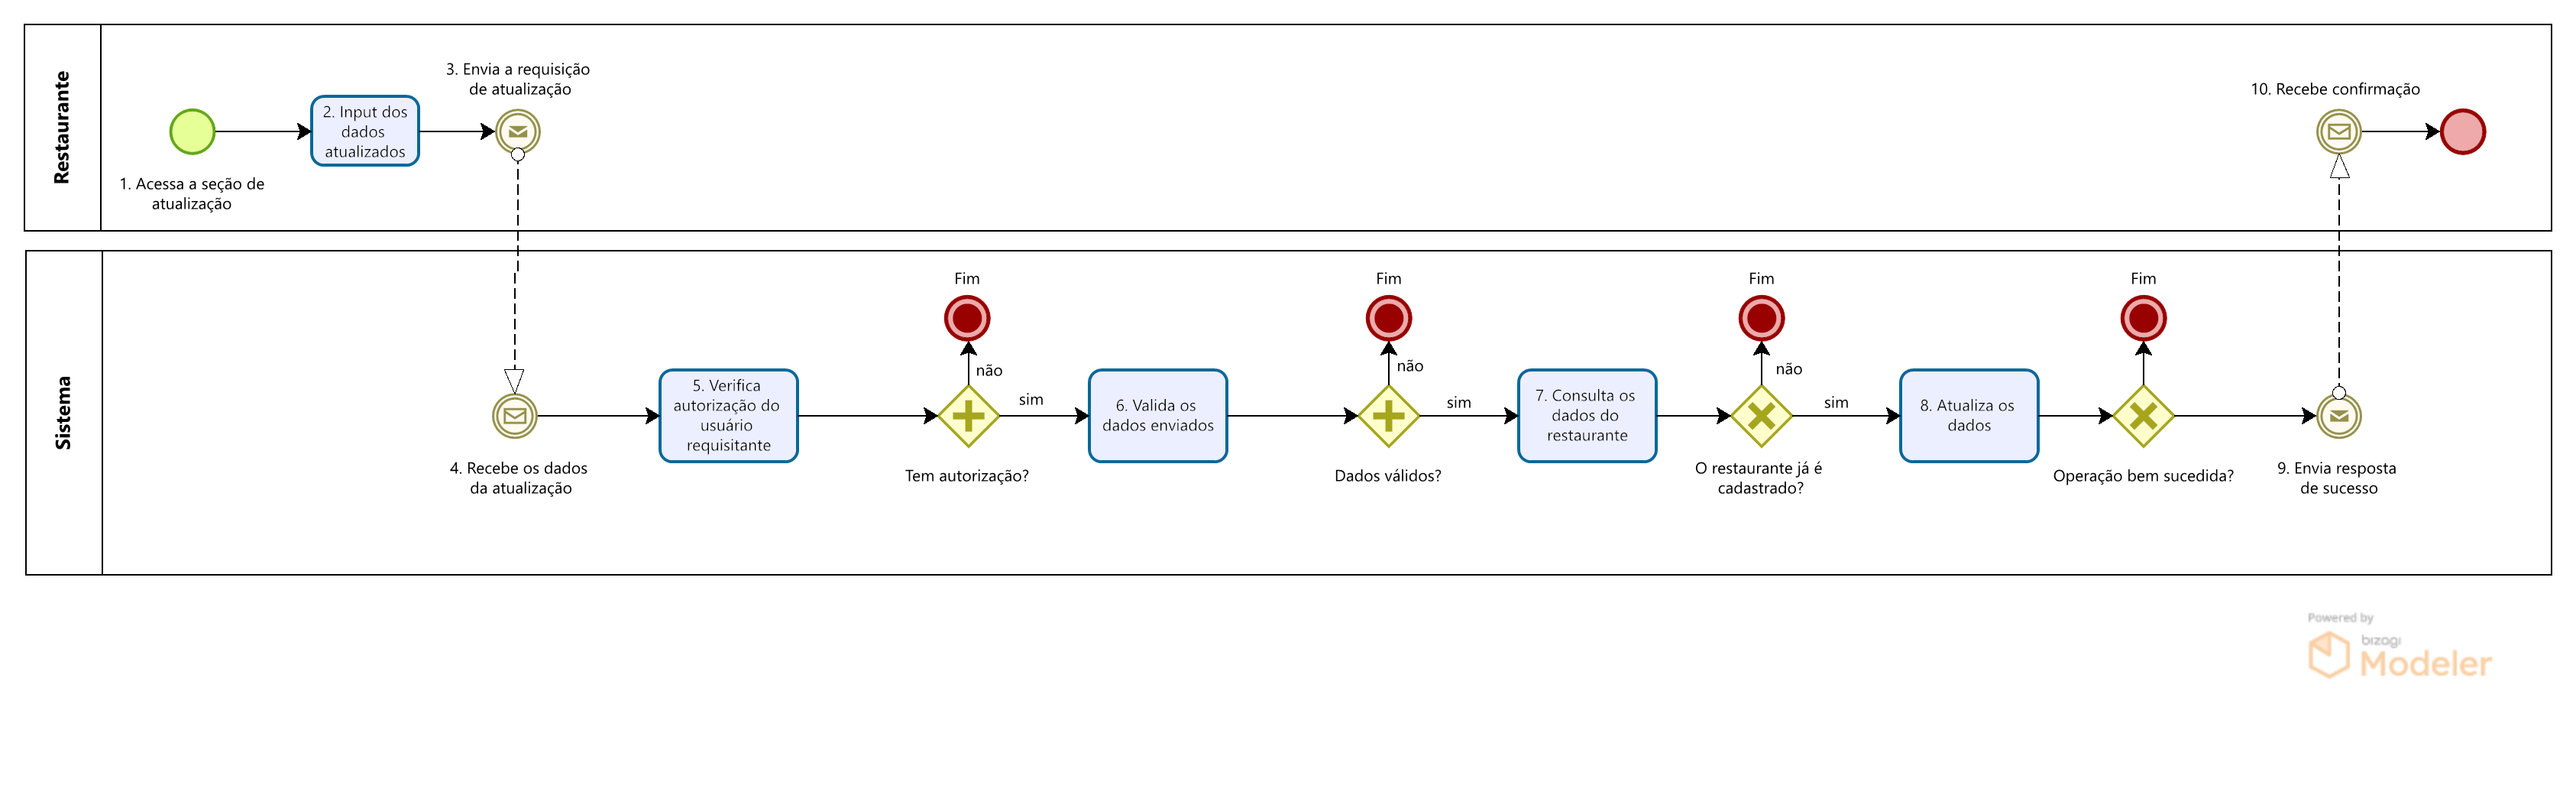 Restaurante
1. Acessa a seção de
atualização
2. Input dos
dados
atualizados
3. Envia a requisição
de atualização
10. Recebe confirmação
Sistema
4. Recebe os dados
da atualização
5. Verifica
autorização do
usuário
requisitante
Fim
não
sim
Tem autorização?
6. Valida os
dados enviados
Fim
não
sim
Dados válidos?
7. Consulta os
dados do
restaurante
Fim
não
sim
O restaurante já é
cadastrado?
8. Atualiza os
dados
Fim
Operação bem sucedida?
9. Envia resposta
de sucesso
Powered by
bizagi
Modeler